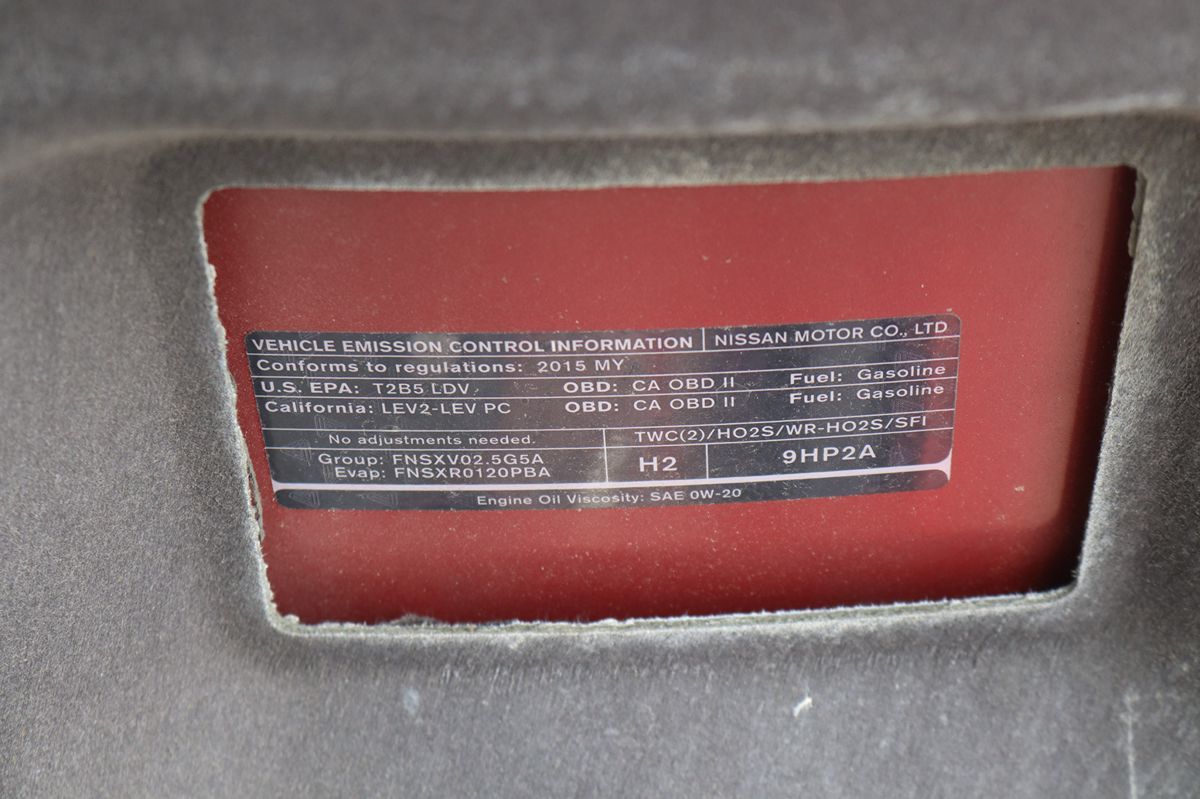 VEHICLE EMISSION CONTROL INFORMATION NISSAN MOTOR CO., LTD
Conforms to regulations: 2015 MY
U.S. EPA: T2B5 LDV OBD: CA OBD II Fuel: Gasoline
California: LEV2-LEV PC OBD: CA OBD II Fuel: Gasoline
No adjustments needed. TWC(2)/HO2S/WR-HO2S/SFI
Group: FNSXV02.5G5A H2 9HP2A
Evap: FNSXR0120PBA
Engine Oil Viscosity: SAE 0W-20